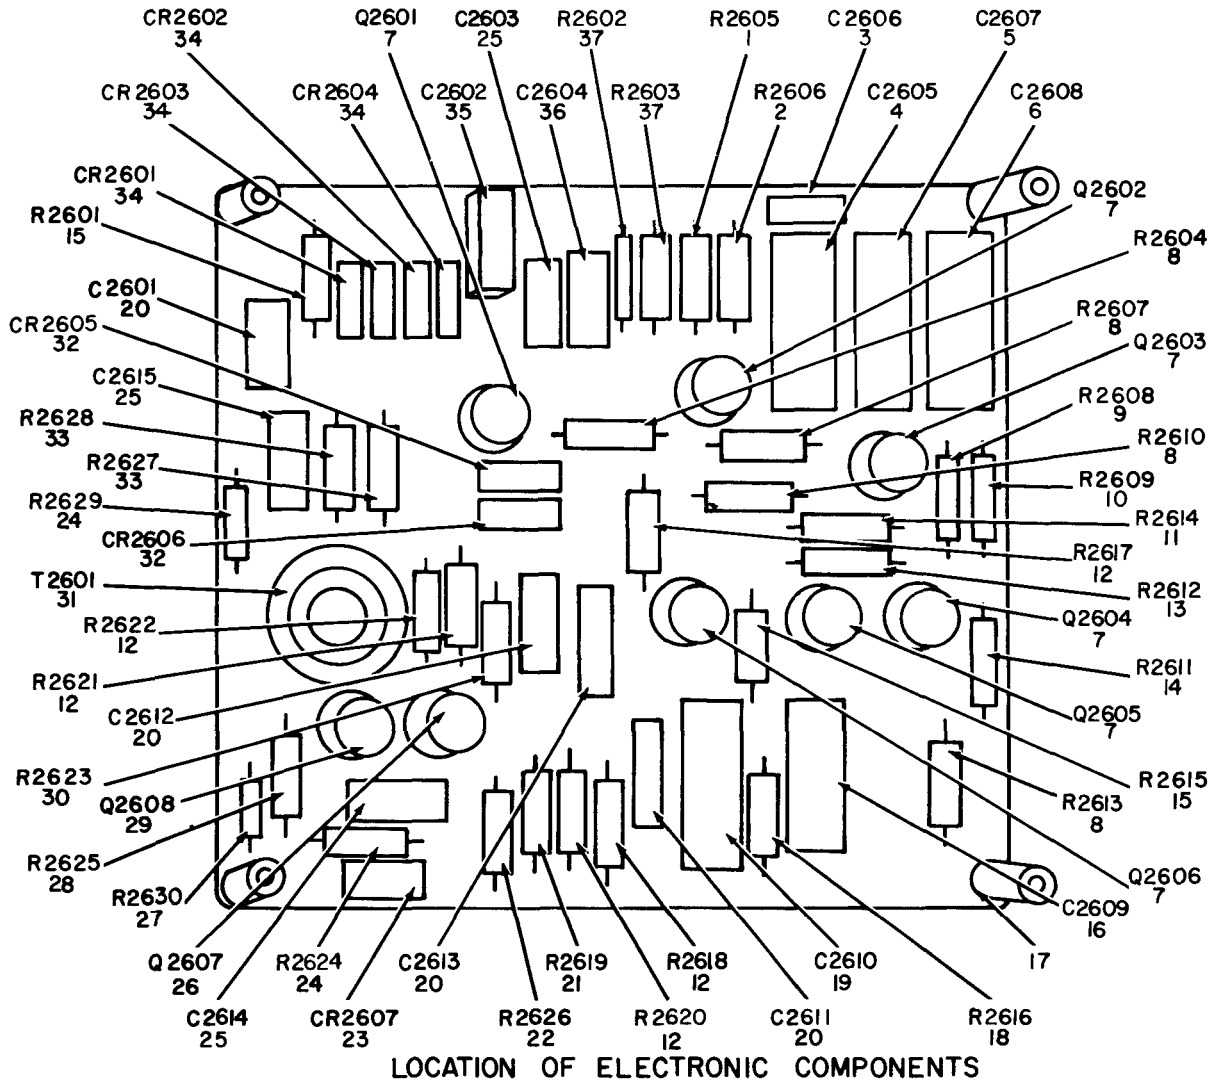 CR2602 Q2601 C2603 R2602 R2605 C2606 C2607
34 7 25 37 1 3 5
CR2603 CR2604 C2602 C2604 R2603 R2606 C2605 C2608
34 34 35 36 37 2 4 6
CR2601
34
R2601
15
C2601
20
CR2605
32
C2615
25
R2628
33
R2627
33
R2629
24
CR2606
32
T2601
31
R2622
12
R2621
12
C2612
20
R2623
30
Q2608
29
R2625
28
R2630
27
Q2602
7
R2604
8
R2607
8
Q2603
7
R2608
9
R2610
8
R2609
10
R2614
11
R2617
12
R2612
13
Q2604
7
R2611
14
Q2605
7
R2615
15
R2613
8
Q2606
7
C2609
16
Q2607 R2624 C2613 R2619 R2618 C2610 17
26 24 20 21 12 19
C2614 CR2607 R2626 R2620 C2611 R2616
25 23 22 12 20 18
LOCATION OF ELECTRONIC COMPONENTS